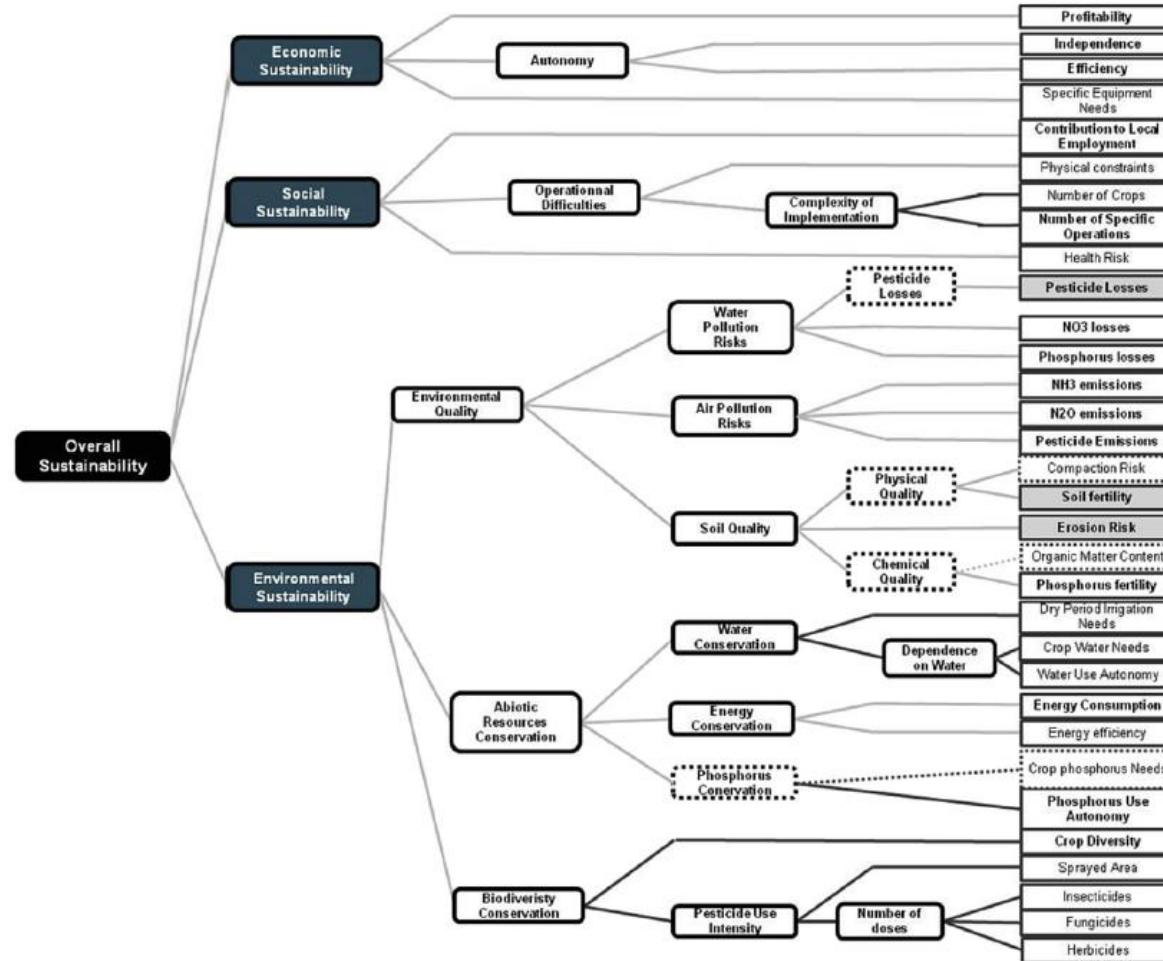 Profitability
Economic
Sustainability
Autonomy
Independence
Efficiency
Specific Equipment
Needs
Contribution to Local
Employment
Social
Sustainability
Operationnal
Difficulties
Physical constraints
Complexity of
Implementation
Number of Crops
Number of Specific
Operations
Health Risk
Pesticide
Losses
Pesticide Losses
Water
Pollution
Risks
NO3 losses
Phosphorus losses
Environmental
Quality
Air Pollution
Risks
NH3 emissions
N2O emissions
Pesticide Emissions
Overall
Sustainability
Physical
Quality
Compaction Risk
Soil fertility
Soil Quality
Erosion Risk
Chemical
Quality
Organic Matter Content
Phosphorus fertility
Environmental
Sustainability
Water
Conservation
Dry Period Irrigation
Needs
Dependence
on Water
Crop Water Needs
Water Use Autonomy
Abiotic
Resources
Conservation
Energy
Conservation
Energy Consumption
Energy efficiency
Phosphorus
Conervation
Crop phosphorus Needs
Phosphorus Use
Autonomy
Crop Diversity
Biodiveristy
Conservation
Pesticide Use
Intensity
Sprayed Area
Number of
doses
Insecticides
Fungicides
Herbicides